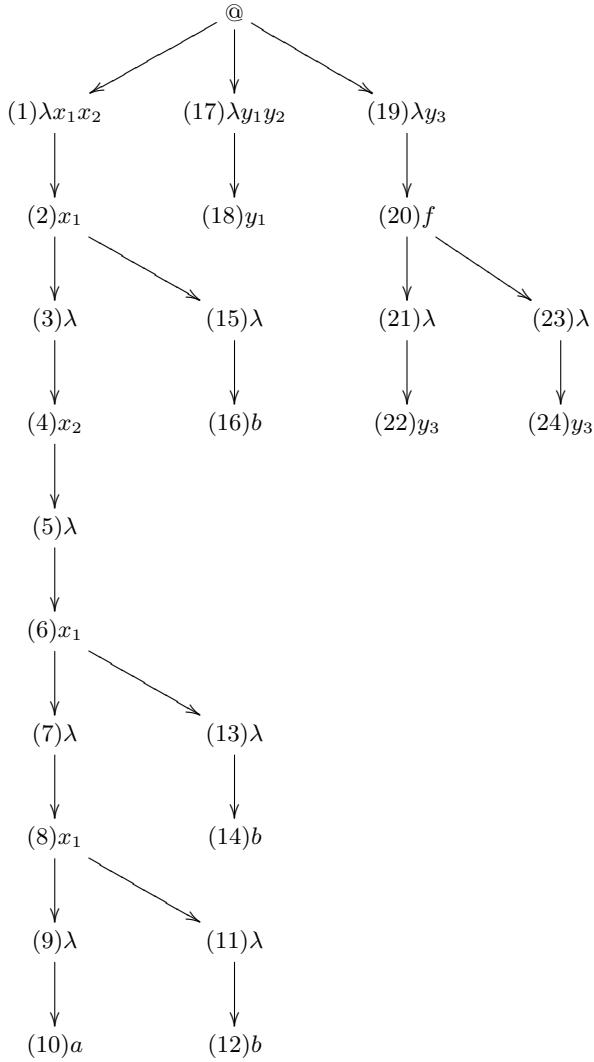 @
(1)λx₁x₂ (17)λy₁y₂ (19)λy₃
(2)x₁ (18)y₁ (20)f
(3)λ (15)λ (21)λ (23)λ
(4)x₂ (16)b (22)y₃ (24)y₃
(5)λ
(6)x₁
(7)λ (13)λ
(8)x₁ (14)b
(9)λ (11)λ
(10)a (12)b